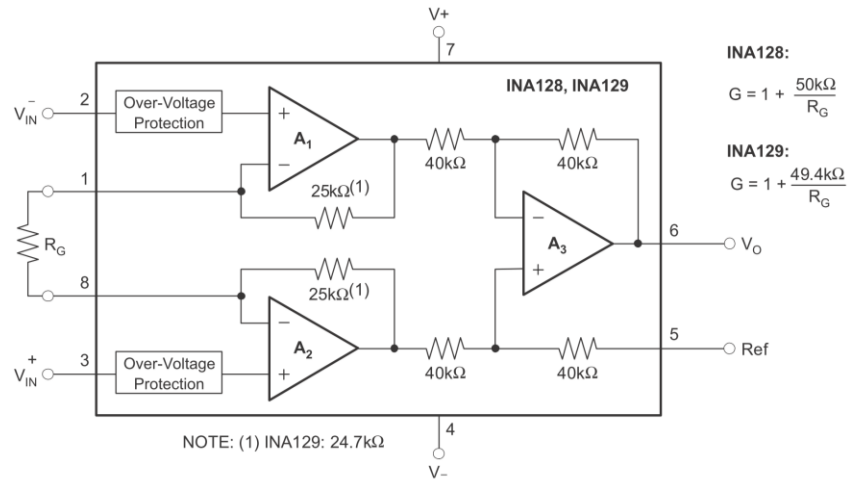 V+
7
INA128:
G = 1 + 50kΩ / R_G
INA128, INA129
2
V⁻_IN
Over-Voltage
Protection
+
A₁
−
40kΩ
40kΩ
INA129:
G = 1 + 49.4kΩ / R_G
1
25kΩ(1)
R_G
−
A₃
+
6
V_O
8
25kΩ(1)
−
A₂
+
5
Ref
40kΩ
40kΩ
3
V⁺_IN
Over-Voltage
Protection
4
NOTE: (1) INA129: 24.7kΩ
V−